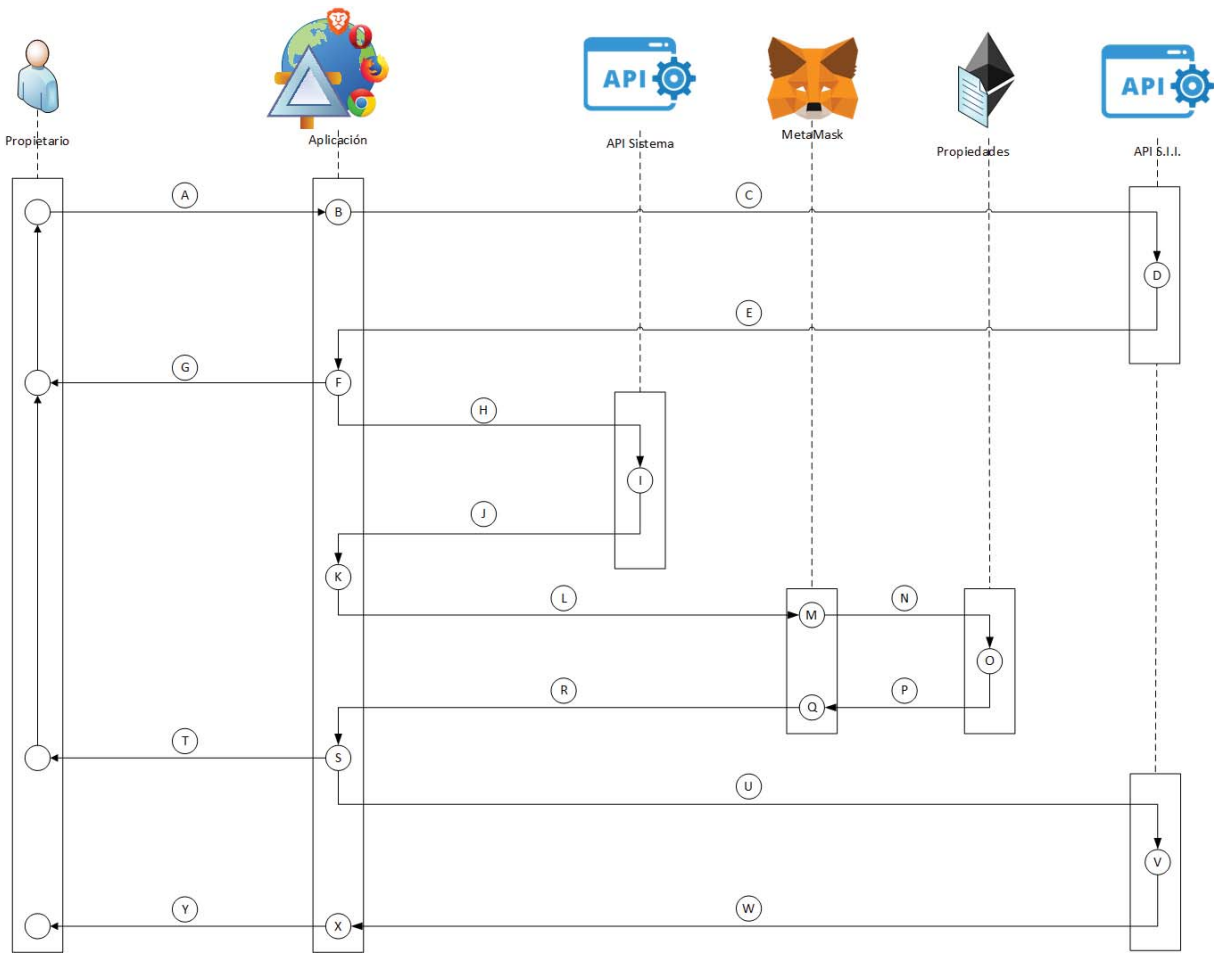 API
API
Propietario
Aplicación
API Sistema
MetaMask
Propiedades
API S.I.I.
A
B
C
D
E
G
F
H
I
J
K
L
M
N
O
R
Q
P
T
S
U
V
Y
X
W